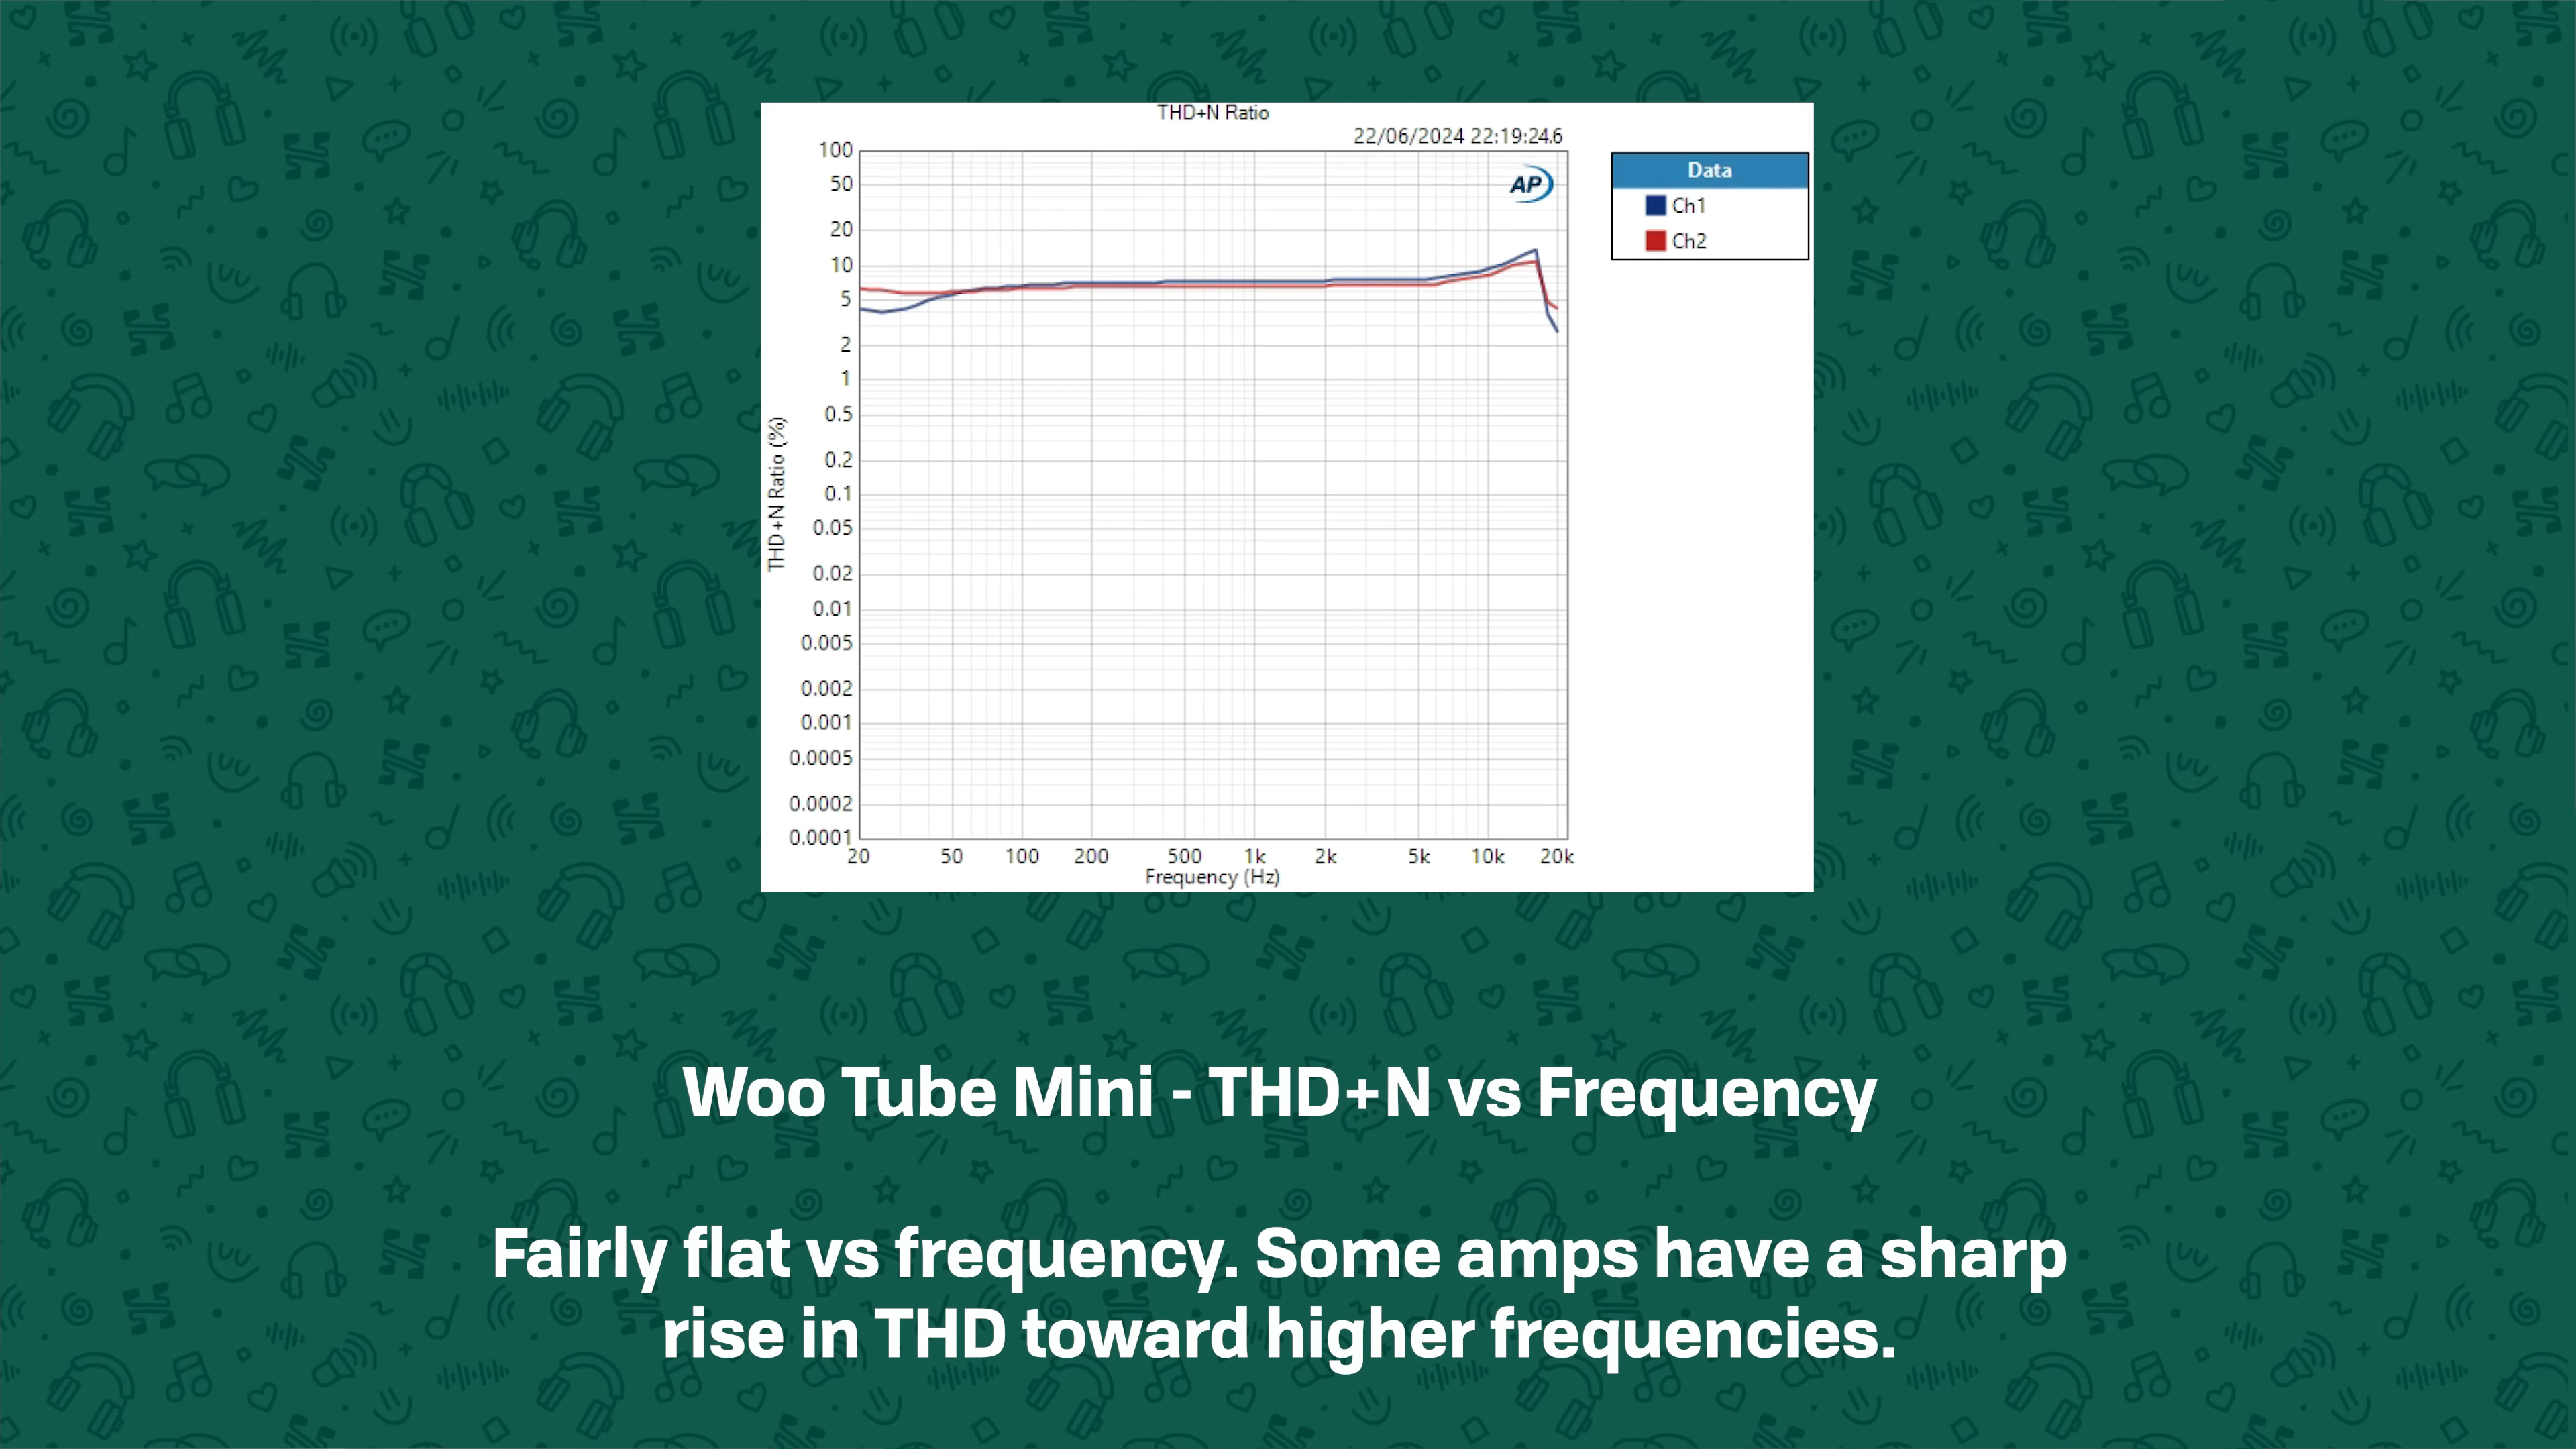 THD+N Ratio
22/06/2024 22:19:24.6
AP
Data
Ch1
Ch2
THD+N Ratio (%)
100
50
20
10
5
2
1
0.5
0.2
0.1
0.05
0.02
0.01
0.005
0.002
0.001
0.0005
0.0002
0.0001
20 50 100 200 500 1k 2k 5k 10k 20k
Frequency (Hz)
Woo Tube Mini - THD+N vs Frequency
Fairly flat vs frequency. Some amps have a sharp
rise in THD toward higher frequencies.